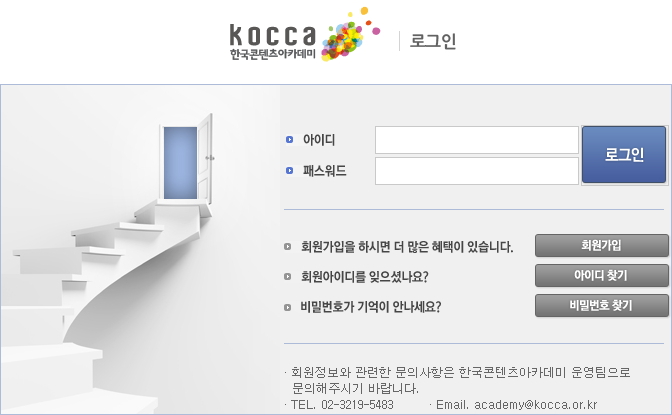 kocca
한국콘텐츠아카데미
로그인
아이디
패스워드
로그인
회원가입을 하시면 더 많은 혜택이 있습니다.
회원가입
회원아이디를 잊으셨나요?
아이디 찾기
비밀번호가 기억이 안나세요?
비밀번호 찾기
· 회원정보와 관련한 문의사항은 한국콘텐츠아카데미 운영팀으로
문의해주시기 바랍니다.
· TEL. 02-3219-5483 · Email. academy@kocca.or.kr